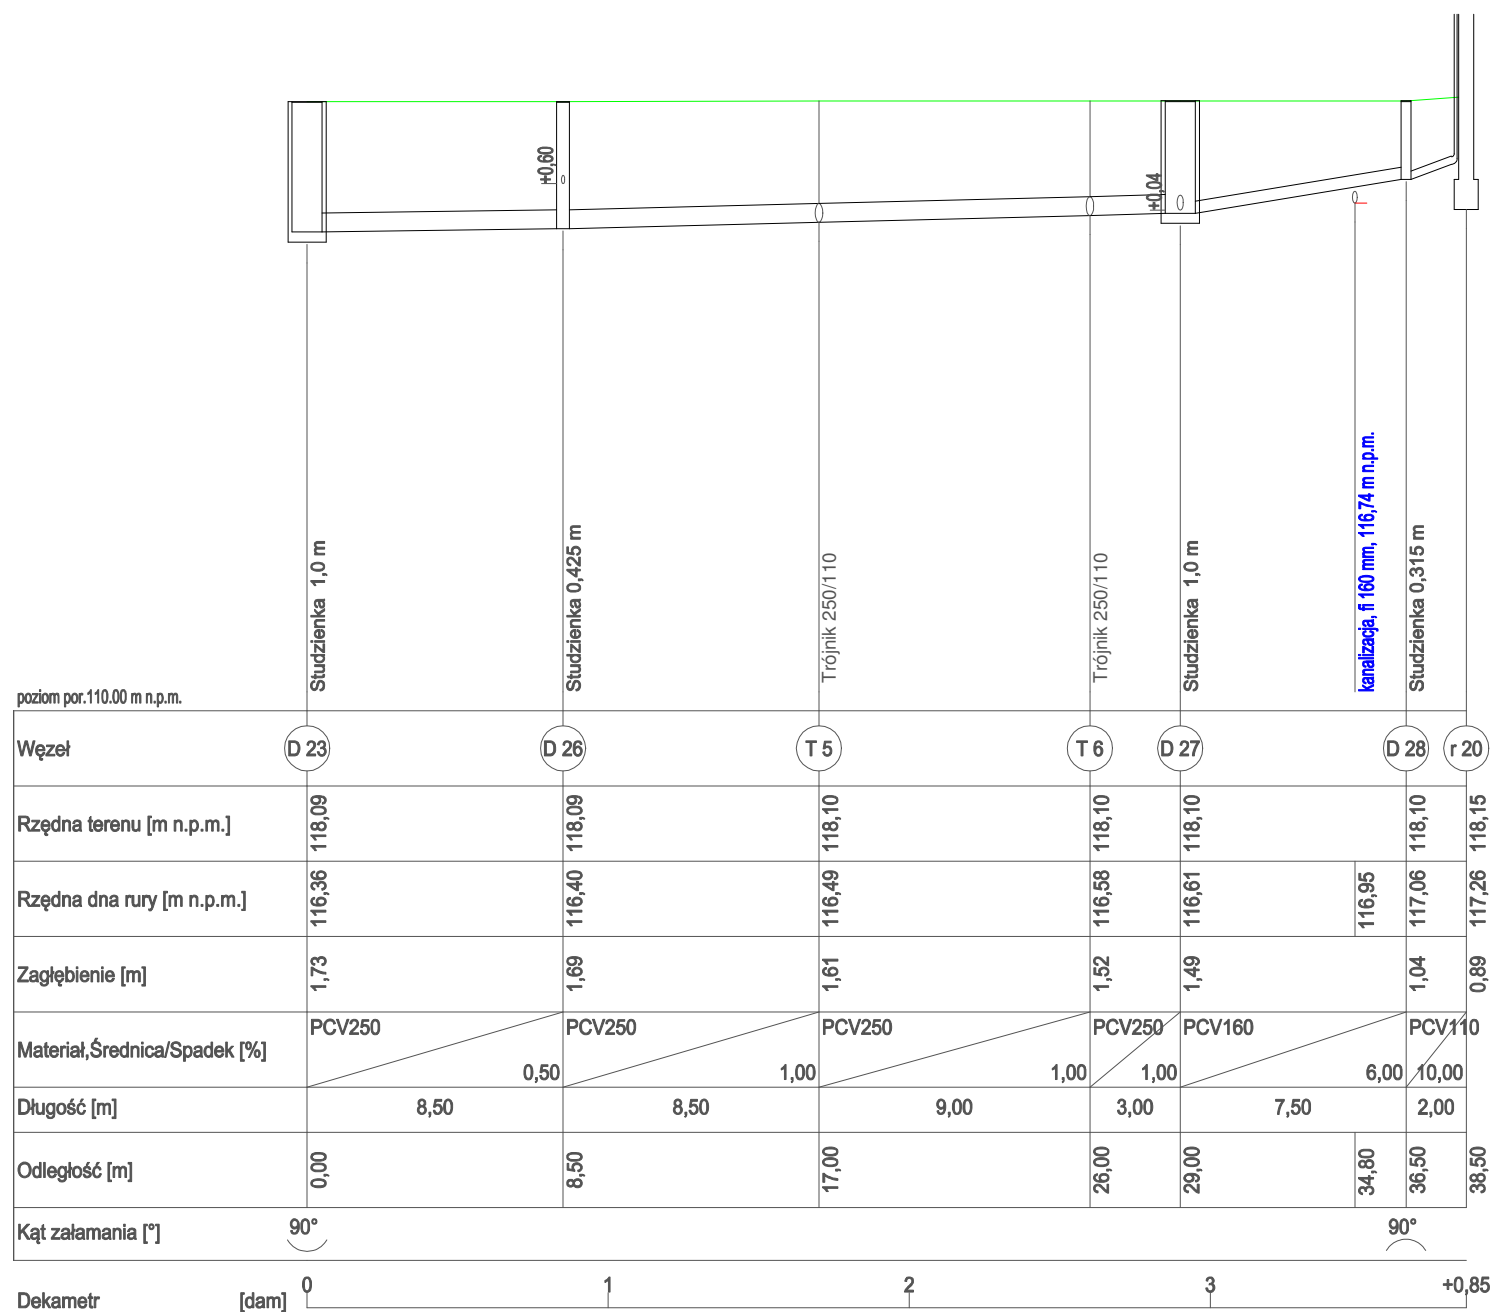 +0,60
+0,04
Studzienka 1,0 m
Studzienka 0,425 m
Trójnik 250/110
Trójnik 250/110
Studzienka 1,0 m
kanalizacja, fi 160 mm, 116,74 m n.p.m.
Studzienka 0,315 m
poziom por.110.00 m n.p.m.
Węzeł D 23 D 26 T 5 T 6 D 27 D 28 r 20
Rzędna terenu [m n.p.m.] 118,09 118,09 118,10 118,10 118,10 118,10 118,15
Rzędna dna rury [m n.p.m.] 116,36 116,40 116,49 116,58 116,61 116,95 117,06 117,26
Zagłębienie [m] 1,73 1,69 1,61 1,52 1,49 1,04 0,89
PCV250 PCV250 PCV250 PCV250 PCV160 PCV110
Materiał,Średnica/Spadek [%]
0,50 1,00 1,00 1,00 6,00 10,00
Długość [m] 8,50 8,50 9,00 3,00 7,50 2,00
Odległość [m] 0,00 8,50 17,00 26,00 29,00 34,80 36,50 38,50
Kąt załamania [°] 90° 90°
Dekametr [dam] 0 1 2 3 +0,85